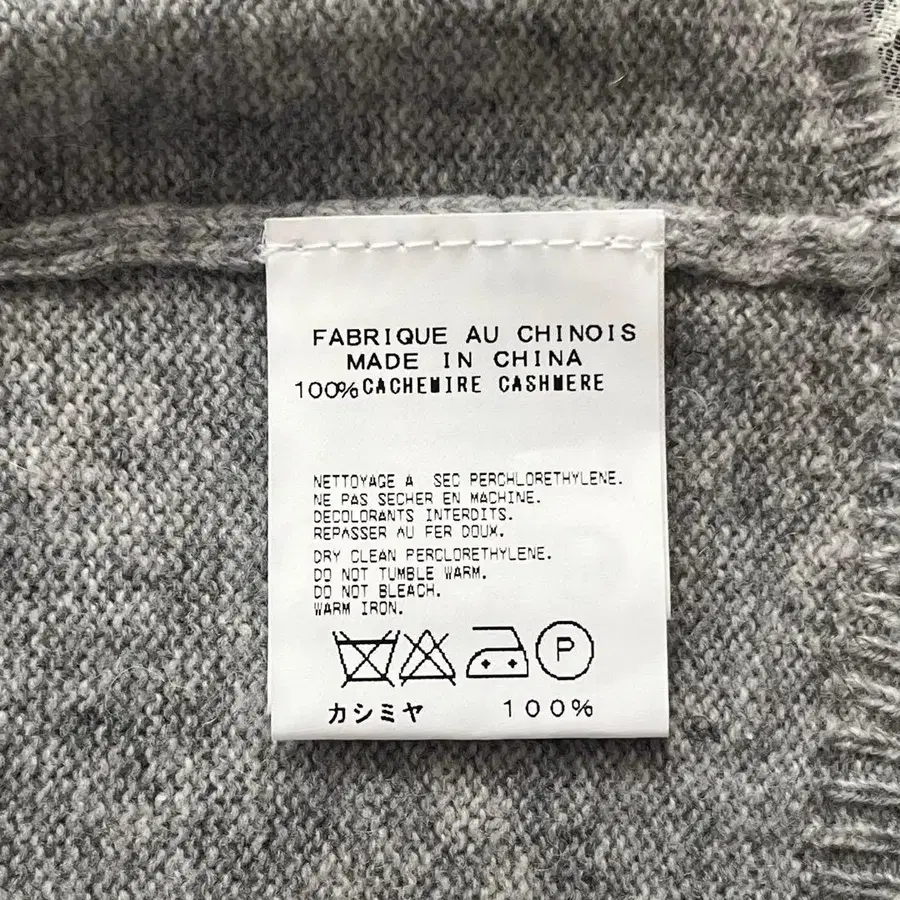 FABRIQUE AU CHINOIS
MADE IN CHINA
100% CACHEMIRE CASHMERE
NETTOYAGE A SEC PERCHLORETHYLENE.
NE PAS SECHER EN MACHINE.
DECOLORANTS INTERDITS.
REPASSER AU FER DOUX.
DRY CLEAN PERCLORETHYLENE.
DO NOT TUMBLE WARM.
DO NOT BLEACH.
WARM IRON.
P
カシミヤ 100%